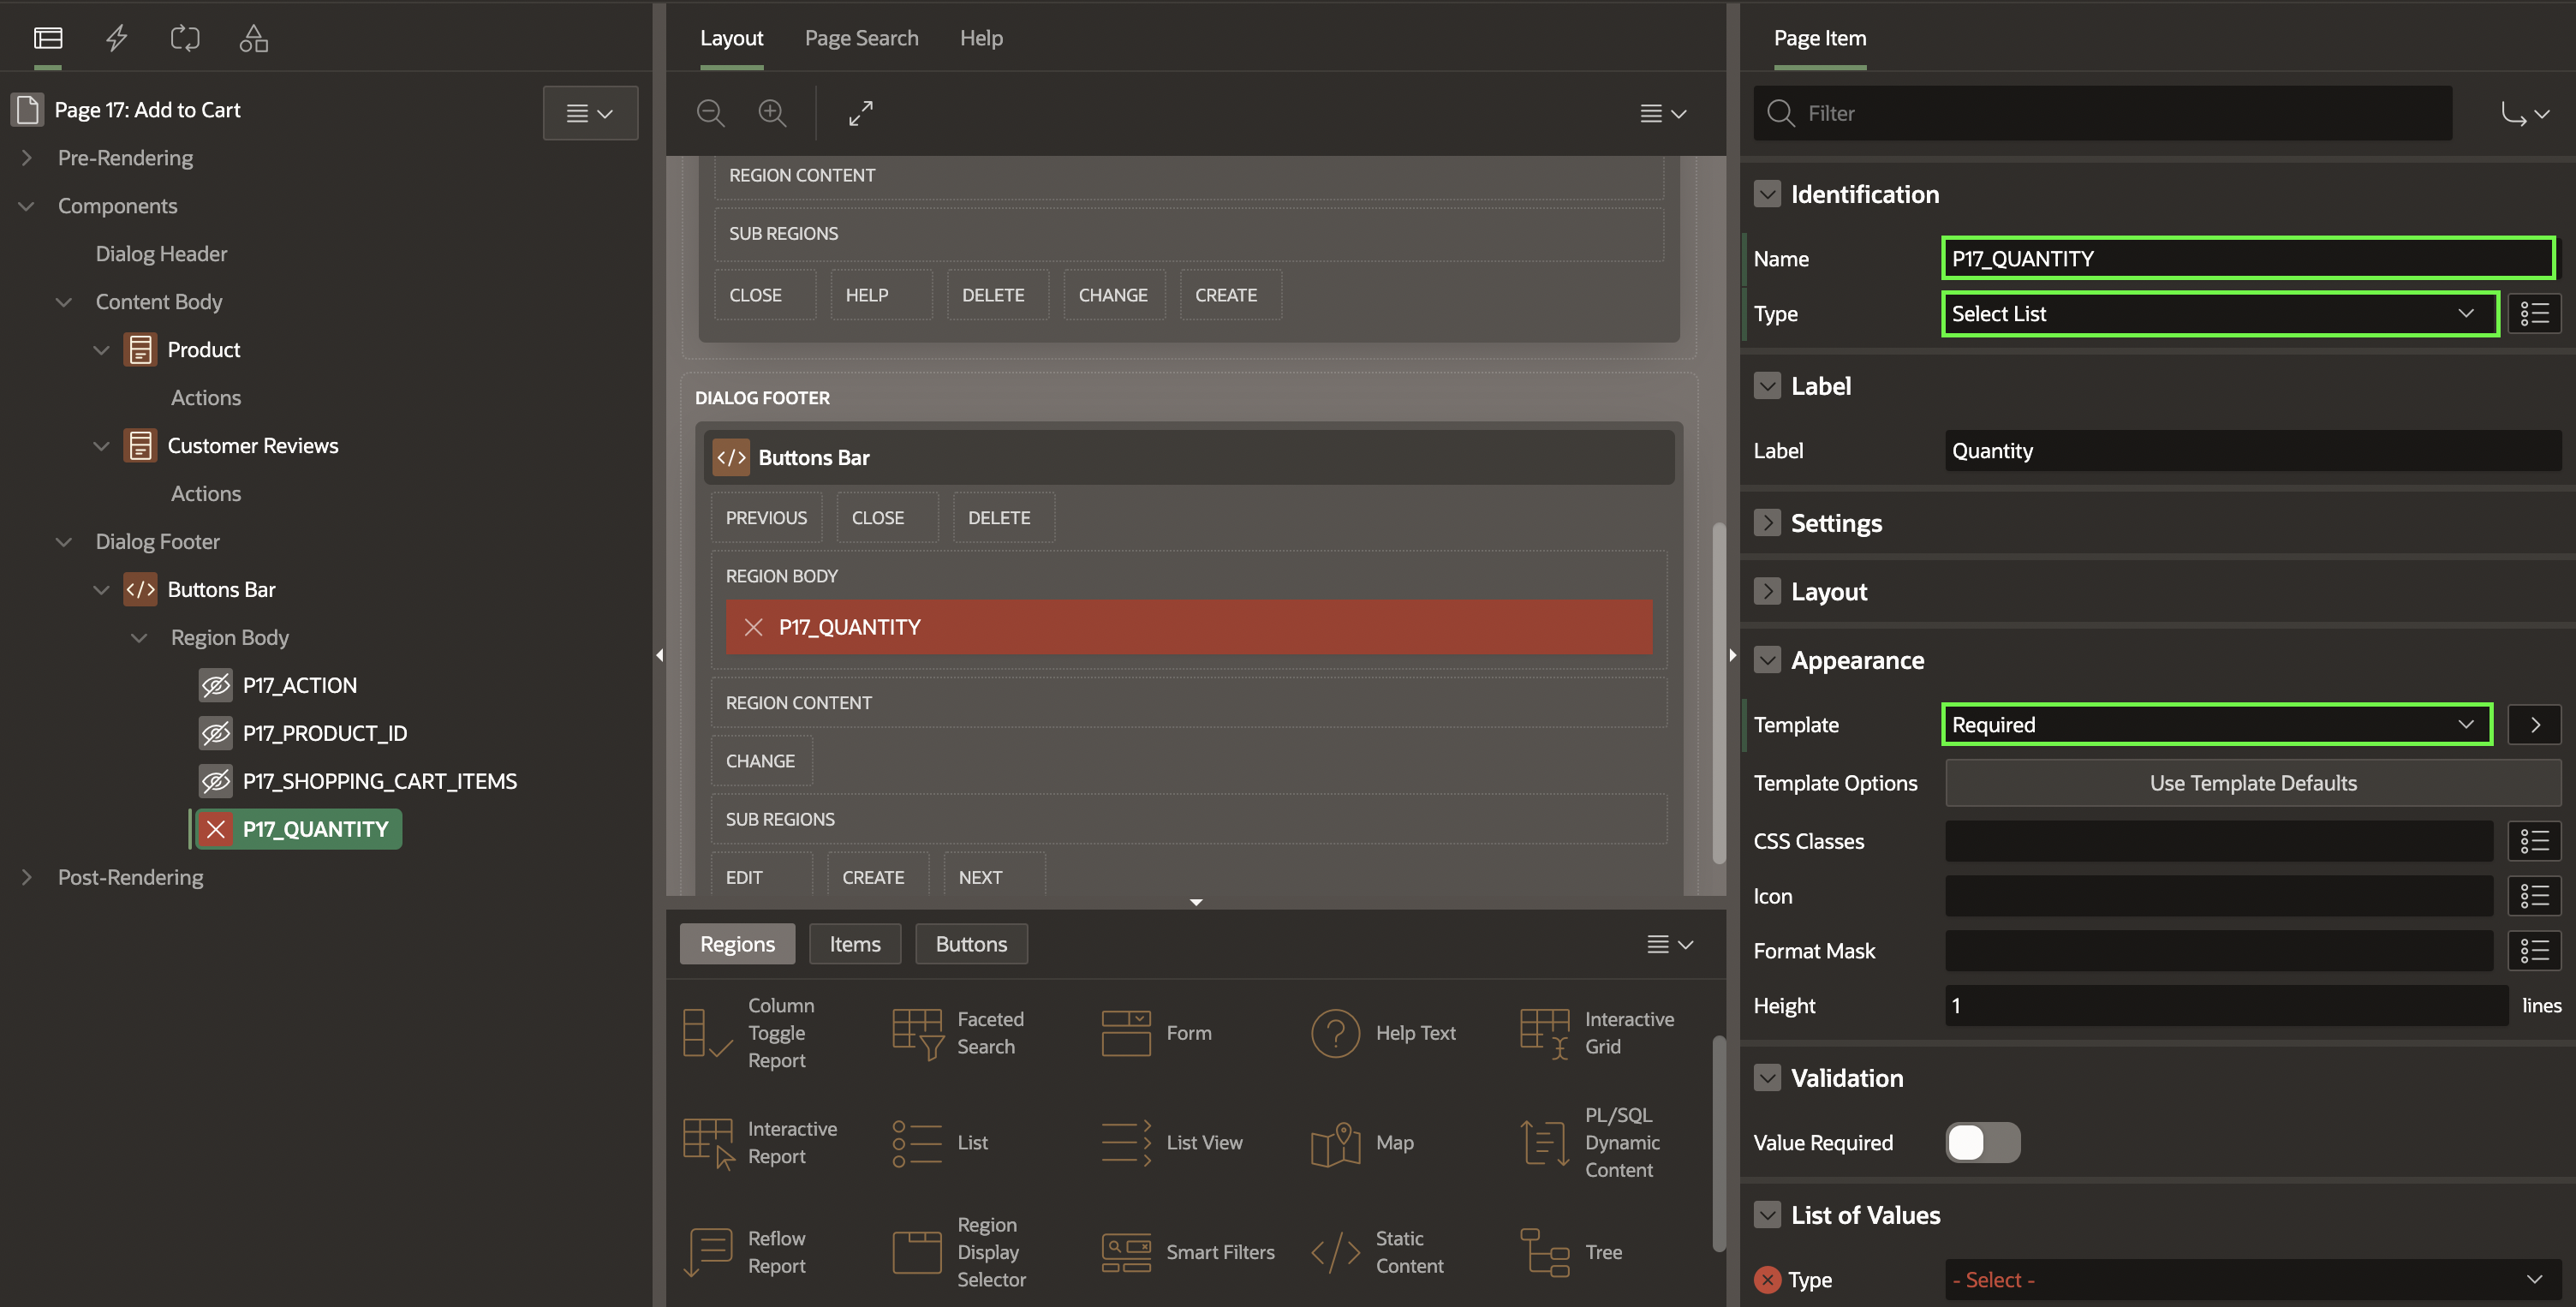 Page 17: Add to Cart
Pre-Rendering
Components
Dialog Header
Content Body
Product
Actions
Customer Reviews
Actions
Dialog Footer
Buttons Bar
Region Body
P17_ACTION
P17_PRODUCT_ID
P17_SHOPPING_CART_ITEMS
P17_QUANTITY
Post-Rendering
Layout Page Search Help
REGION CONTENT
SUB REGIONS
CLOSE HELP DELETE CHANGE CREATE
DIALOG FOOTER
Buttons Bar
PREVIOUS CLOSE DELETE
REGION BODY
P17_QUANTITY
REGION CONTENT
CHANGE
SUB REGIONS
EDIT CREATE NEXT
Regions Items Buttons
Column
Toggle
Report
Faceted
Search
Form
Help Text
Interactive
Grid
Interactive
Report
List
List View
Map
PL/SQL
Dynamic
Content
Reflow
Report
Region
Display
Selector
Smart Filters
Static
Content
Tree
Page Item
Filter
Identification
Name P17_QUANTITY
Type Select List
Label
Label Quantity
Settings
Layout
Appearance
Template Required
Template Options Use Template Defaults
CSS Classes
Icon
Format Mask
Height 1 lines
Validation
Value Required
List of Values
Type - Select -